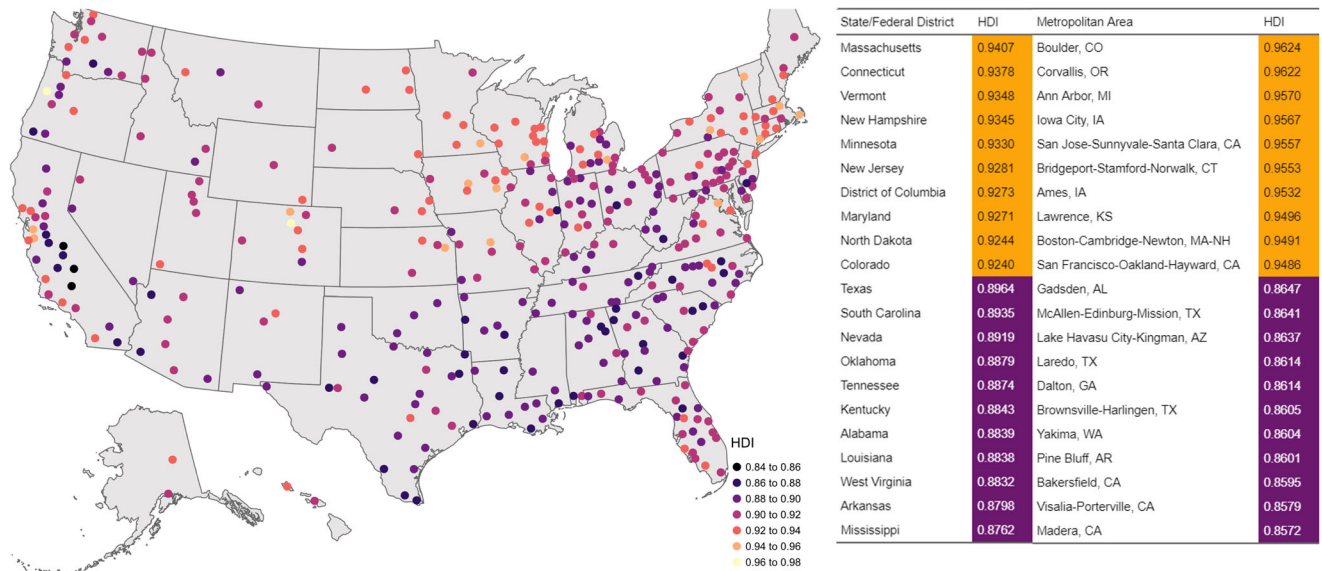 State/Federal District HDI Metropolitan Area HDI
Massachusetts 0.9407 Boulder, CO 0.9624
Connecticut 0.9378 Corvallis, OR 0.9622
Vermont 0.9348 Ann Arbor, MI 0.9570
New Hampshire 0.9345 Iowa City, IA 0.9567
Minnesota 0.9330 San Jose-Sunnyvale-Santa Clara, CA 0.9557
New Jersey 0.9281 Bridgeport-Stamford-Norwalk, CT 0.9553
District of Columbia 0.9273 Ames, IA 0.9532
Maryland 0.9271 Lawrence, KS 0.9496
North Dakota 0.9244 Boston-Cambridge-Newton, MA-NH 0.9491
Colorado 0.9240 San Francisco-Oakland-Hayward, CA 0.9486
Texas 0.8964 Gadsden, AL 0.8647
South Carolina 0.8935 McAllen-Edinburg-Mission, TX 0.8641
Nevada 0.8919 Lake Havasu City-Kingman, AZ 0.8637
Oklahoma 0.8879 Laredo, TX 0.8614
Tennessee 0.8874 Dalton, GA 0.8614
Kentucky 0.8843 Brownsville-Harlingen, TX 0.8605
Alabama 0.8839 Yakima, WA 0.8604
Louisiana 0.8838 Pine Bluff, AR 0.8601
West Virginia 0.8832 Bakersfield, CA 0.8595
Arkansas 0.8798 Visalia-Porterville, CA 0.8579
Mississippi 0.8762 Madera, CA 0.8572
HDI
0.84 to 0.86
0.86 to 0.88
0.88 to 0.90
0.90 to 0.92
0.92 to 0.94
0.94 to 0.96
0.96 to 0.98